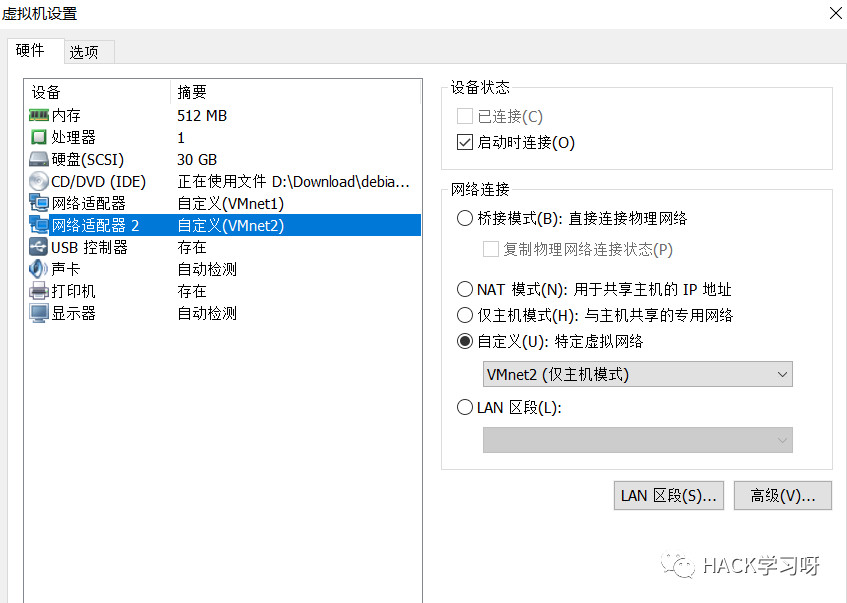 虚拟机设置
硬件 选项
设备 摘要
内存 512 MB
处理器 1
硬盘(SCSI) 30 GB
CD/DVD (IDE) 正在使用文件 D:\Download\debia...
网络适配器 自定义(VMnet1)
网络适配器 2 自定义(VMnet2)
USB 控制器 存在
声卡 自动检测
打印机 存在
显示器 自动检测
设备状态
已连接(C)
启动时连接(O)
网络连接
桥接模式(B): 直接连接物理网络
复制物理网络连接状态(P)
NAT 模式(N): 用于共享主机的 IP 地址
仅主机模式(H): 与主机共享的专用网络
自定义(U): 特定虚拟网络
VMnet2 (仅主机模式)
LAN 区段(L):
LAN 区段(S)... 高级(V)...
HACK学习呀